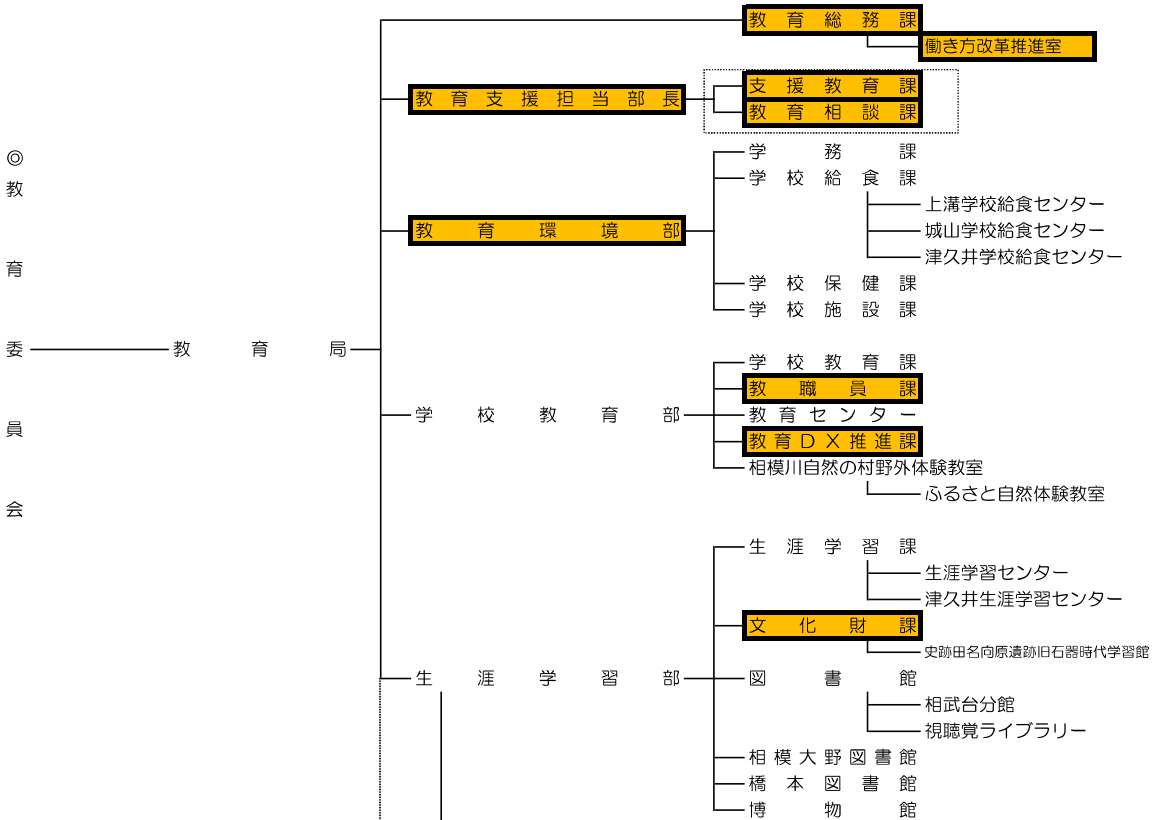 ◎教育委員会
教育局
教育総務課
働き方改革推進室
教育支援担当部長
支援教育課
教育相談課
教育環境部
学務課
学校給食課
上溝学校給食センター
城山学校給食センター
津久井学校給食センター
学校保健課
学校施設課
学校教育部
学校教育課
教職員課
教育センター
教育DX推進課
相模川自然の村野外体験教室
ふるさと自然体験教室
生涯学習部
生涯学習課
生涯学習センター
津久井生涯学習センター
文化財課
史跡田名向原遺跡旧石器時代学習館
図書館
相武台分館
視聴覚ライブラリー
相模大野図書館
橋本図書館
博物館